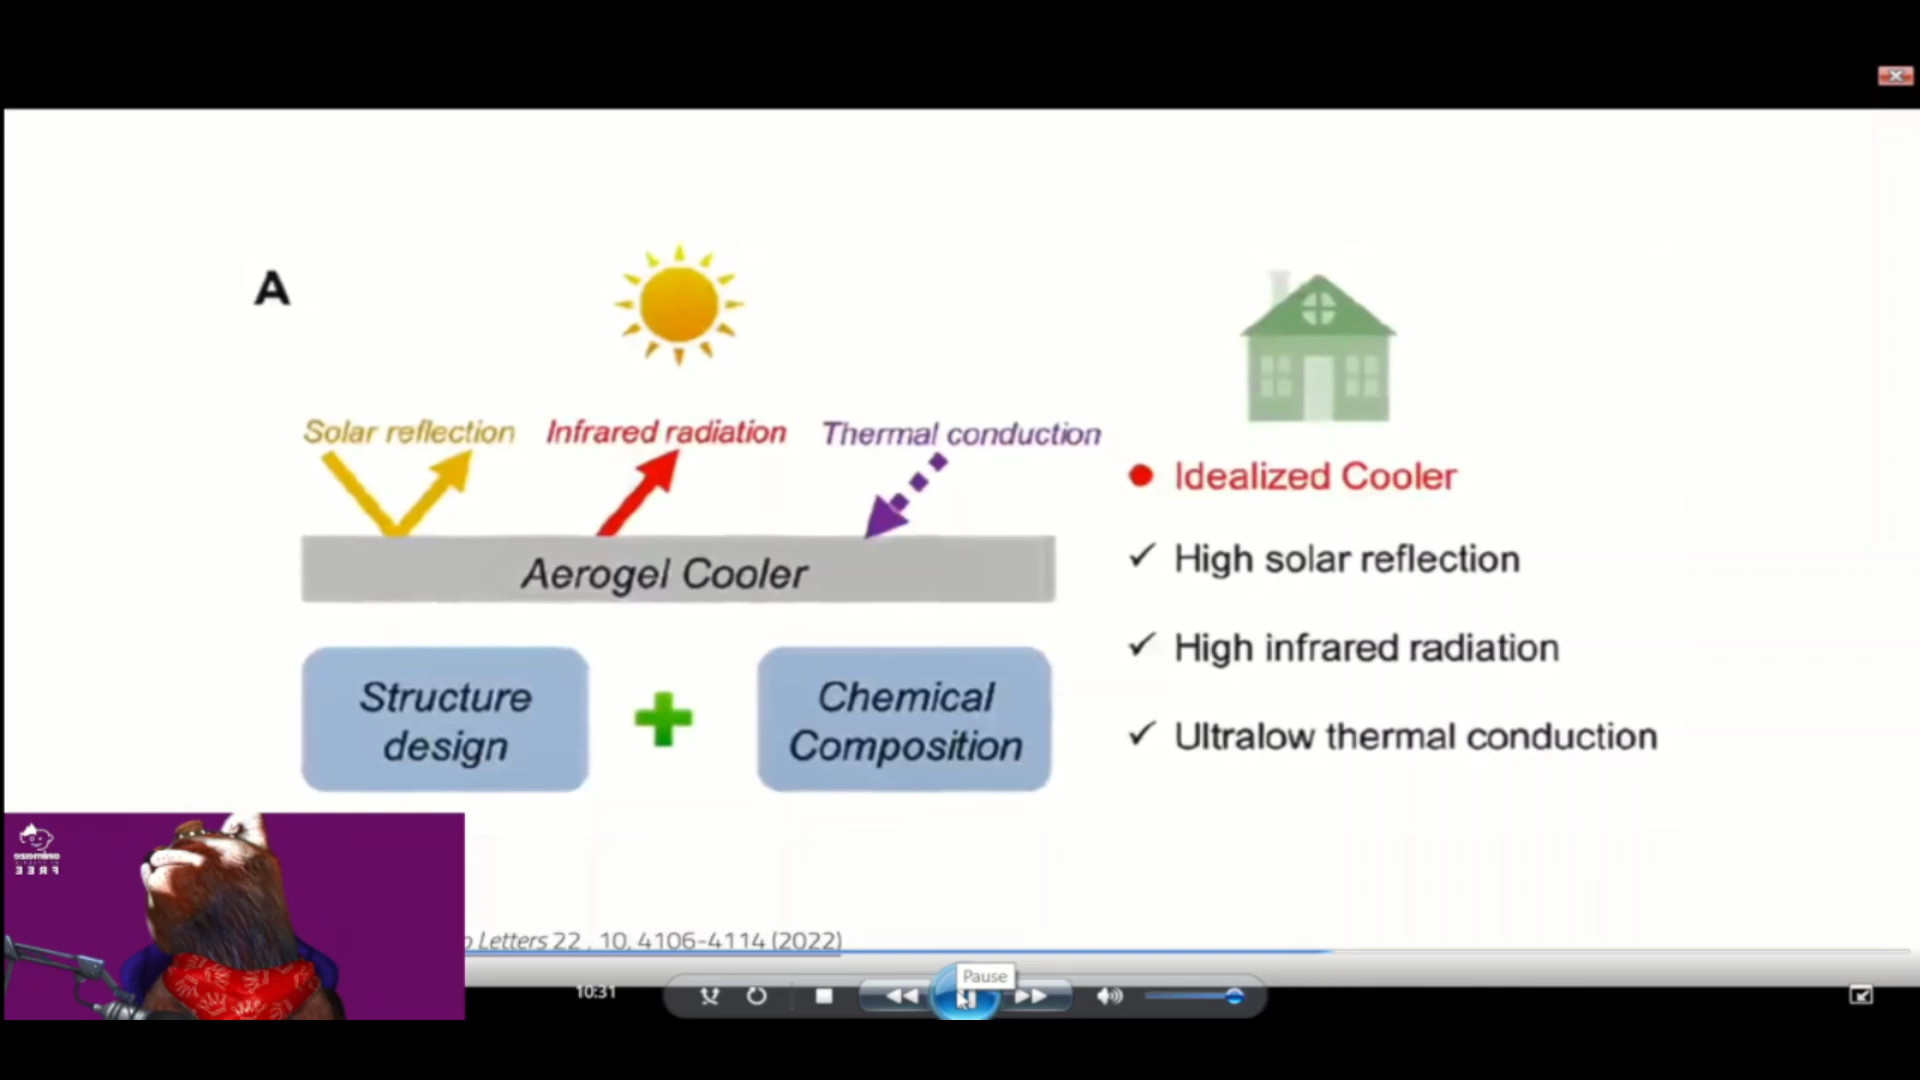 A
Solar reflection
Infrared radiation
Thermal conduction
Aerogel Cooler
Structure
design
Chemical
Composition
Idealized Cooler
High solar reflection
High infrared radiation
Ultralow thermal conduction
FREE
Letters 22 , 10, 4106-4114 (2022)
Pause
10:31